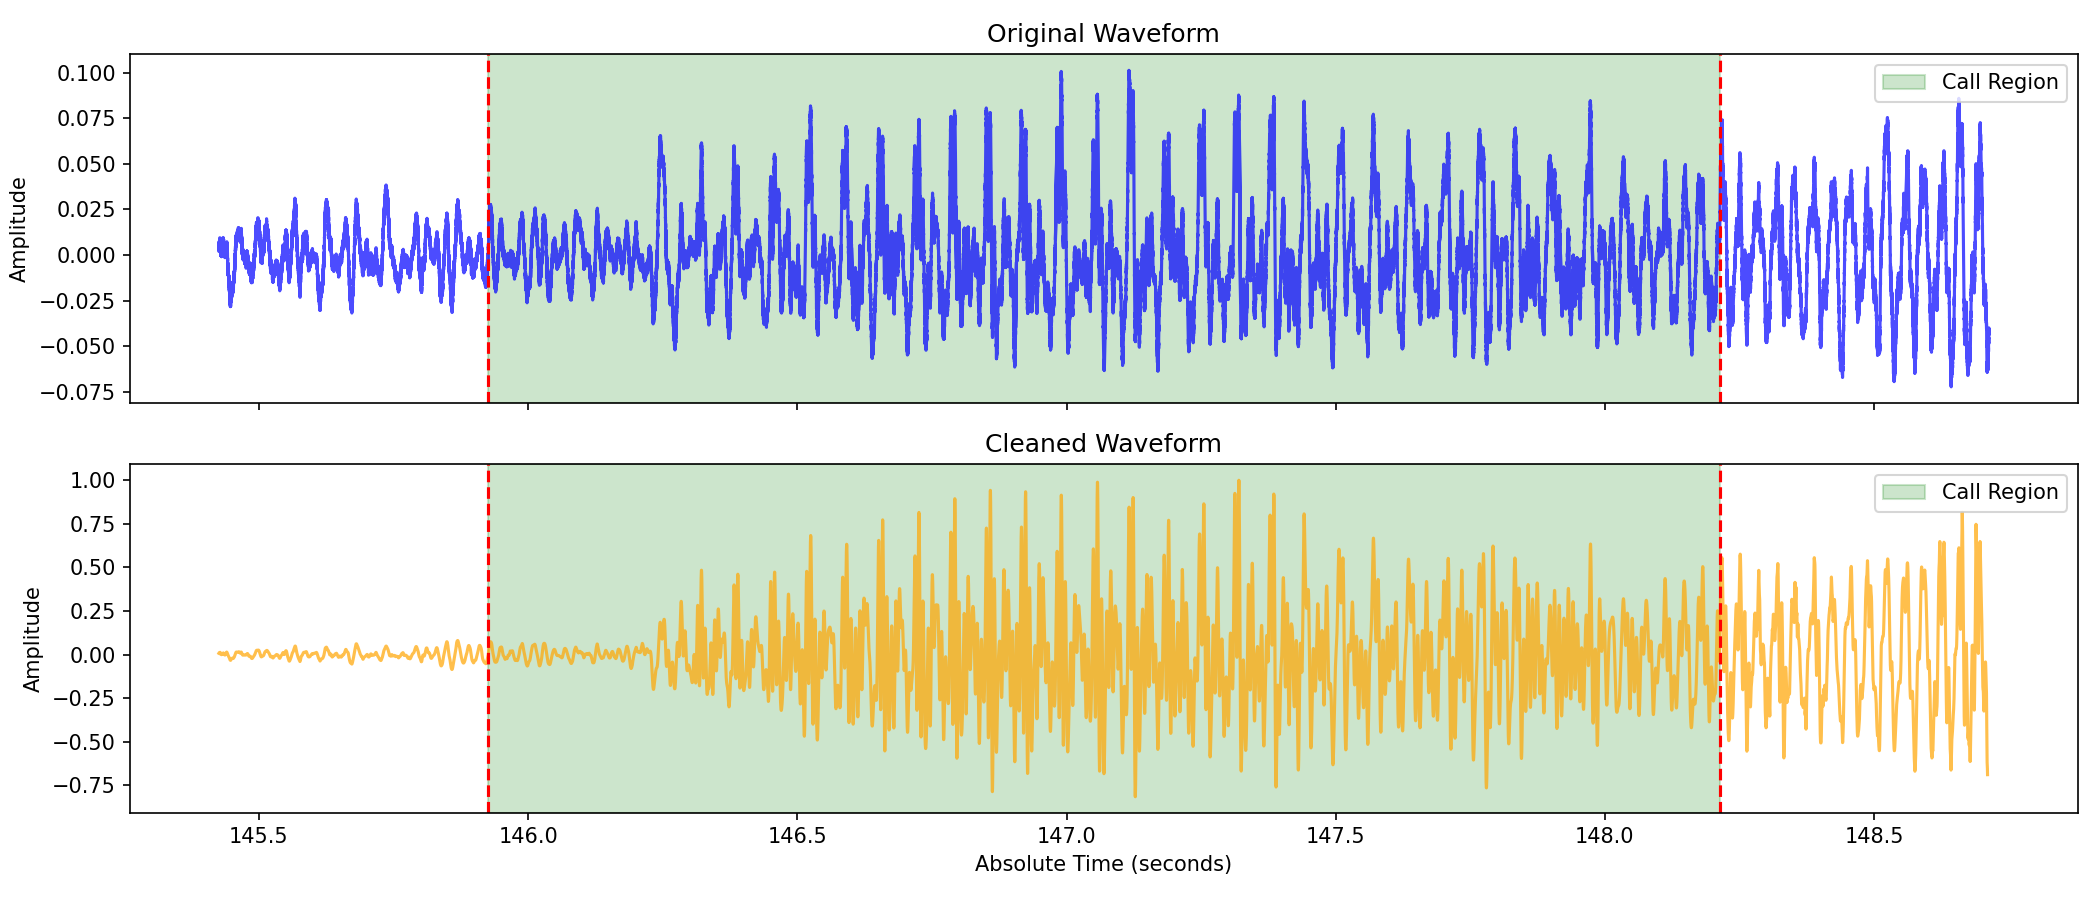 Original Waveform
Call Region
Amplitude
0.100
0.075
0.050
0.025
0.000
−0.025
−0.050
−0.075
Cleaned Waveform
Call Region
Amplitude
1.00
0.75
0.50
0.25
0.00
−0.25
−0.50
−0.75
145.5 146.0 146.5 147.0 147.5 148.0 148.5
Absolute Time (seconds)